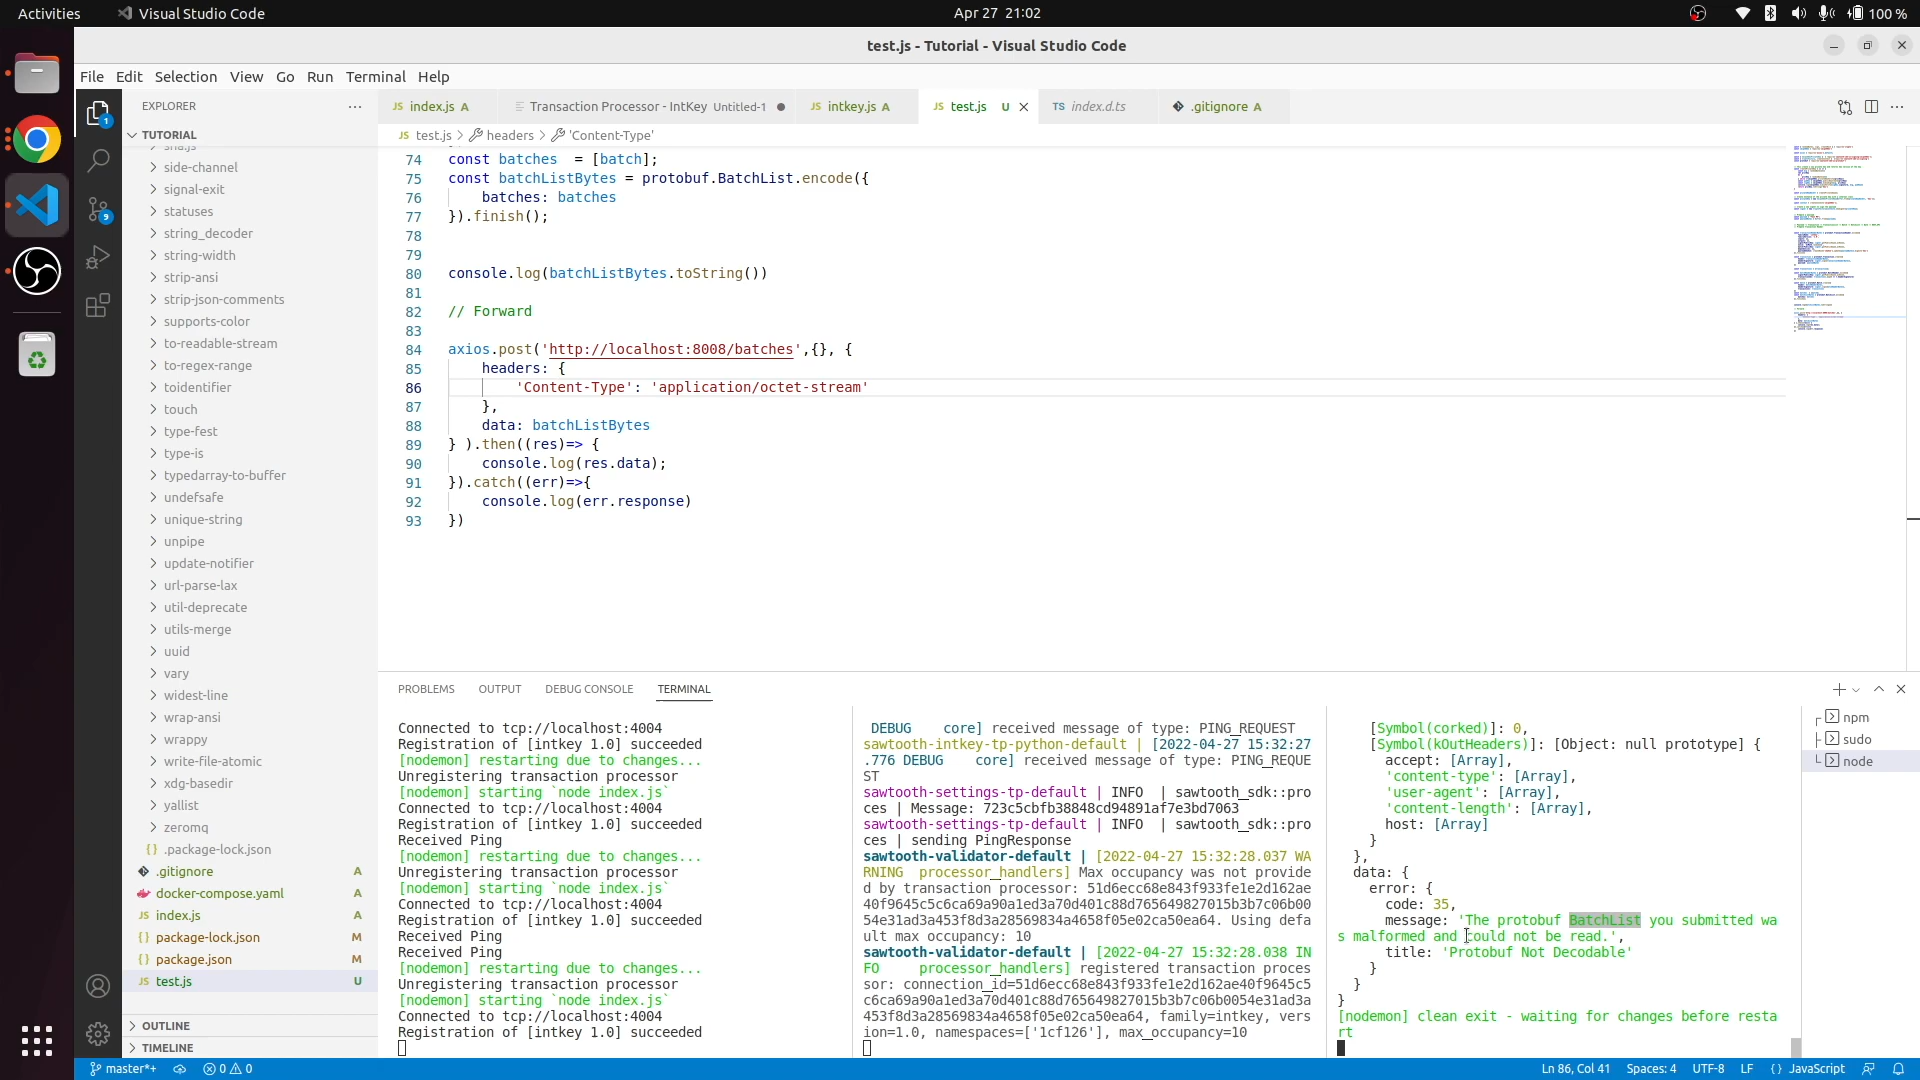 Activities
Visual Studio Code
Apr 27 21:02
100 %
test.js - Tutorial - Visual Studio Code
File Edit Selection View Go Run Terminal Help
EXPLORER
TUTORIAL
sha.js
side-channel
signal-exit
statuses
string_decoder
string-width
strip-ansi
strip-json-comments
supports-color
to-readable-stream
to-regex-range
toidentifier
touch
type-fest
type-is
typedarray-to-buffer
undefsafe
unique-string
unpipe
update-notifier
url-parse-lax
util-deprecate
utils-merge
uuid
vary
widest-line
wrap-ansi
wrappy
write-file-atomic
xdg-basedir
yallist
zeromq
{} .package-lock.json
.gitignore A
docker-compose.yaml A
JS index.js A
{} package-lock.json M
{} package.json M
JS test.js U
OUTLINE
TIMELINE
1
9
JS index.js A
Transaction Processor - IntKey Untitled-1
JS intkey.js A
JS test.js U
TS index.d.ts
.gitignore A
JS test.js > headers > 'Content-Type'
74 const batches  = [batch];
75 const batchListBytes = protobuf.BatchList.encode({
76     batches: batches
77 }).finish();
78
79
80 console.log(batchListBytes.toString())
81
82 // Forward
83
84 axios.post('http://localhost:8008/batches',{}, {
85     headers: {
86         'Content-Type': 'application/octet-stream'
87     },
88     data: batchListBytes
89 } ).then((res)=> {
90     console.log(res.data);
91 }).catch((err)=>{
92     console.log(err.response)
93 })
PROBLEMS OUTPUT DEBUG CONSOLE TERMINAL
Connected to tcp://localhost:4004
Registration of [intkey 1.0] succeeded
[nodemon] restarting due to changes...
Unregistering transaction processor
[nodemon] starting `node index.js`
Connected to tcp://localhost:4004
Registration of [intkey 1.0] succeeded
Received Ping
[nodemon] restarting due to changes...
Unregistering transaction processor
[nodemon] starting `node index.js`
Connected to tcp://localhost:4004
Registration of [intkey 1.0] succeeded
Received Ping
Received Ping
[nodemon] restarting due to changes...
Unregistering transaction processor
[nodemon] starting `node index.js`
Connected to tcp://localhost:4004
Registration of [intkey 1.0] succeeded
DEBUG    core] received message of type: PING_REQUEST
sawtooth-intkey-tp-python-default | [2022-04-27 15:32:27
.776 DEBUG    core] received message of type: PING_REQUE
ST
sawtooth-settings-tp-default | INFO  | sawtooth_sdk::pro
ces | Message: 723c5cbfb38848cd94891af7e3bd7063
sawtooth-settings-tp-default | INFO  | sawtooth_sdk::pro
ces | sending PingResponse
sawtooth-validator-default | [2022-04-27 15:32:28.037 WA
RNING  processor_handlers] Max occupancy was not provide
d by transaction processor: 51d6ecc68e843f933fe1e2d162ae
40f9645c5c6ca69a90a1ed3a70d401c88d765649827015b3b7c06b00
54e31ad3a453f8d3a28569834a4658f05e02ca50ea64. Using defa
ult max occupancy: 10
sawtooth-validator-default | [2022-04-27 15:32:28.038 IN
FO     processor_handlers] registered transaction proces
sor: connection_id=51d6ecc68e843f933fe1e2d162ae40f9645c5
c6ca69a90a1ed3a70d401c88d765649827015b3b7c06b0054e31ad3a
453f8d3a28569834a4658f05e02ca50ea64, family=intkey, vers
ion=1.0, namespaces=['1cf126'], max_occupancy=10
[Symbol(corked)]: 0,
[Symbol(kOutHeaders)]: [Object: null prototype] {
accept: [Array],
'content-type': [Array],
'user-agent': [Array],
'content-length': [Array],
host: [Array]
}
},
data: {
error: {
code: 35,
message: 'The protobuf BatchList you submitted wa
s malformed and could not be read.',
title: 'Protobuf Not Decodable'
}
}
}
[nodemon] clean exit - waiting for changes before resta
rt
npm
sudo
node
master*+
0 0
Ln 86, Col 41
Spaces: 4
UTF-8
LF
{} JavaScript